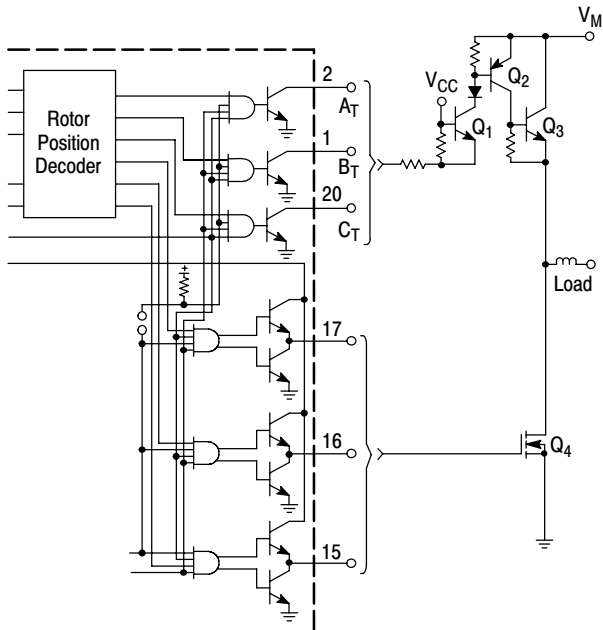 V_M
2
A_T
V_CC
Q_2
Q_1
Q_3
Rotor
Position
Decoder
1
B_T
20
C_T
+
Load
17
16
Q_4
15